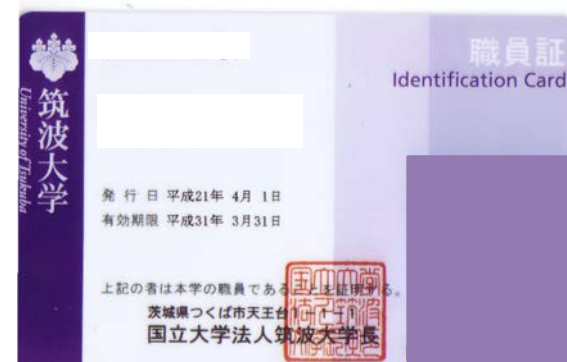 職員証
Identification Card
筑波大学
University of Tsukuba
発行日 平成21年 4月 1日
有効期限 平成31年 3月31日
上記の者は本学の職員であることを証明する。
茨城県つくば市天王台1-1-1
国立大学法人筑波大学長